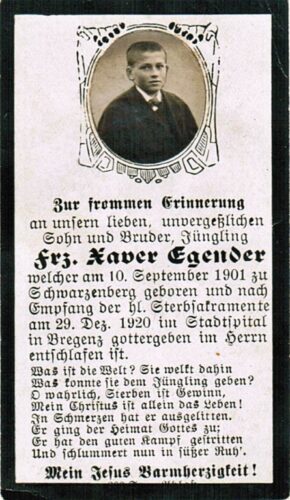 Zur frommen Erinnerung
an unsern lieben, unvergeßlichen
Sohn und Bruder, Jüngling
Frz. Xaver Egender
welcher am 10. September 1901 zu
Schwarzenberg geboren und nach
Empfang der hl. Sterbsakramente
am 29. Dez. 1920 im Stadtspital
in Bregenz gottergeben im Herrn
entschlafen ist.
Was ist die Welt? Sie welkt dahin
Was konnte sie dem Jüngling geben?
O wahrlich, Sterben ist Gewinn,
Mein Christus ist allein das Leben!
In Schmerzen hat er ausgelitten.
Er ging der Heimat Gottes zu;
Er hat den guten Kampf gestritten
Und schlummert nun in süßer Ruh'.
Mein Jesus Barmherzigkeit!